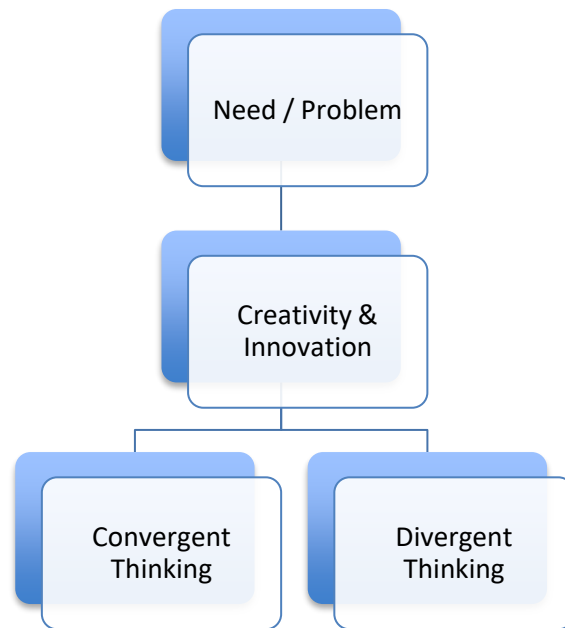 Need / Problem
Creativity &
Innovation
Convergent
Thinking
Divergent
Thinking